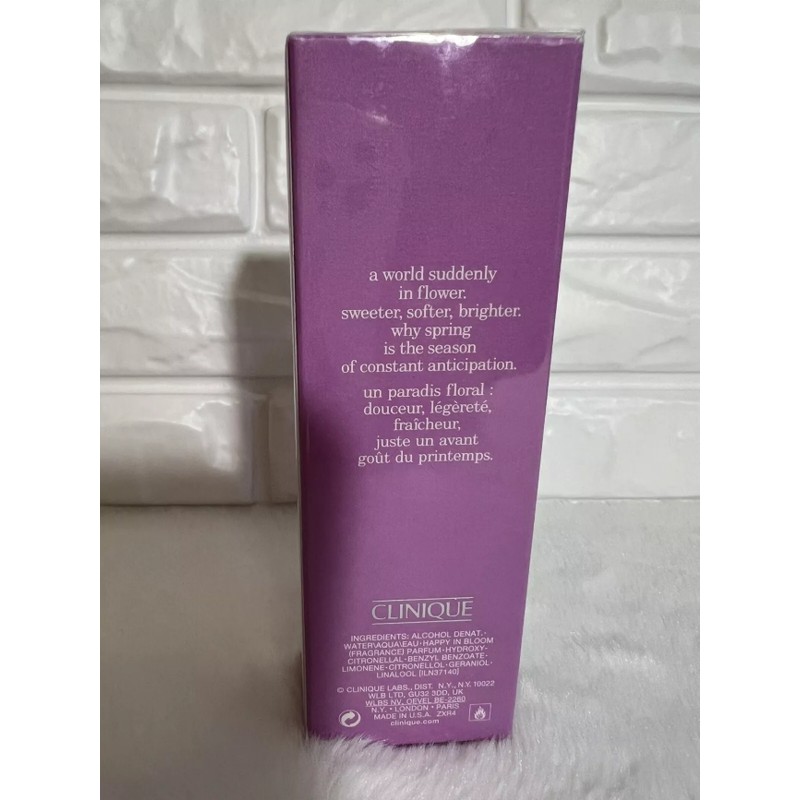 a world suddenly
in flower.
sweeter, softer, brighter.
why spring
is the season
of constant anticipation.
un paradis floral :
douceur, légèreté,
fraîcheur,
juste un avant
goût du printemps.
CLINIQUE
INGREDIENTS: ALCOHOL DENAT.·
WATER\AQUA\EAU·HAPPY IN BLOOM
(FRAGRANCE) PARFUM·HYDROXY-
CITRONELLAL·BENZYL BENZOATE·
LIMONENE·CITRONELLOL·GERANIOL·
LINALOOL [ILN37140]
© CLINIQUE LABS., DIST. N.Y., N.Y. 10022
WLB LTD, GU32 3DD, UK
WLBS NV, OEVEL BE-2260
N.Y. · LONDON · PARIS
MADE IN U.S.A. ZXR4
clinique.com